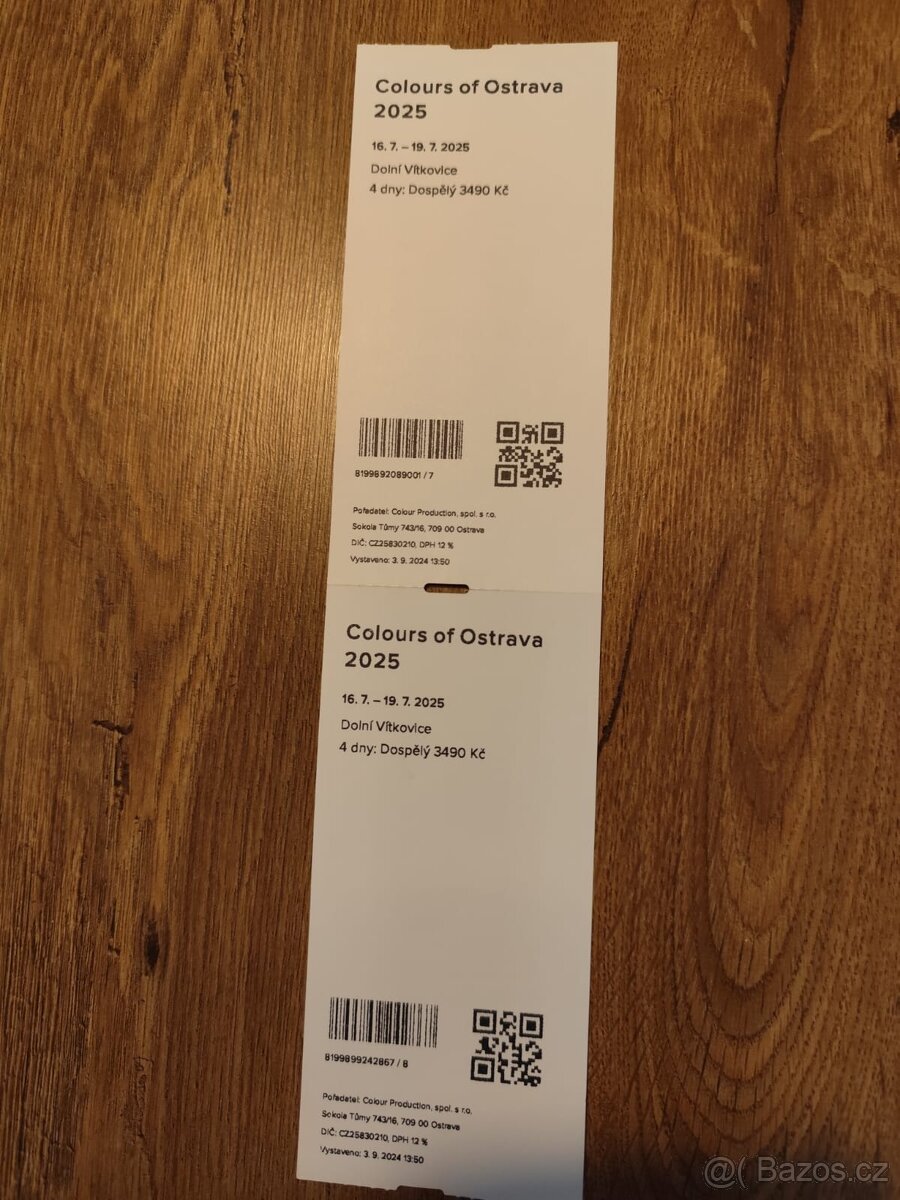 Colours of Ostrava
2025
16. 7. – 19. 7. 2025
Dolní Vítkovice
4 dny: Dospělý 3490 Kč
8199892089001 / 7
Pořadatel: Colour Production, spol. s r.o.
Sokola Tůmy 743/16, 709 00 Ostrava
DIČ: CZ25830210, DPH 12 %
Vystaveno: 3. 9. 2024 13:50
Colours of Ostrava
2025
16. 7. – 19. 7. 2025
Dolní Vítkovice
4 dny: Dospělý 3490 Kč
8199899242867 / 8
Pořadatel: Colour Production, spol. s r.o.
Sokola Tůmy 743/16, 709 00 Ostrava
DIČ: CZ25830210, DPH 12 %
Vystaveno: 3. 9. 2024 13:50
@( Bazos.cz